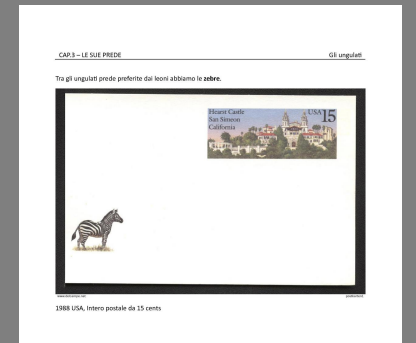 CAP.3 – LE SUE PREDE
Gli ungulati
Tra gli ungulati prede preferite dai leoni abbiamo le zebre.
Hearst Castle
San Simeon
California
USA 15
1988 USA, Intero postale da 15 cents